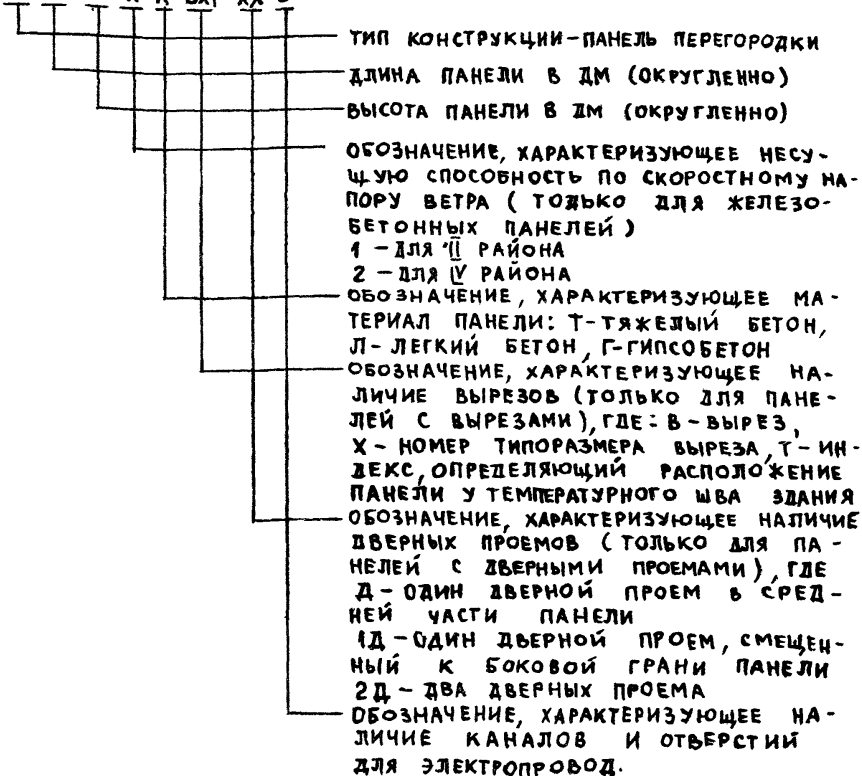 ТИП КОНСТРУКЦИИ-ПАНЕЛЬ ПЕРЕГОРОДКИ
ДЛИНА ПАНЕЛИ В ДМ (ОКРУГЛЕННО)
ВЫСОТА ПАНЕЛИ В ДМ (ОКРУГЛЕННО)
ОБОЗНАЧЕНИЕ, ХАРАКТЕРИЗУЮЩЕЕ НЕСУ-
ЩУЮ СПОСОБНОСТЬ ПО СКОРОСТНОМУ НА-
ПОРУ ВЕТРА (ТОЛЬКО ДЛЯ ЖЕЛЕЗО-
БЕТОННЫХ ПАНЕЛЕЙ)
1 - ДЛЯ II РАЙОНА
2 - ДЛЯ IV РАЙОНА
ОБОЗНАЧЕНИЕ, ХАРАКТЕРИЗУЮЩЕЕ МА-
ТЕРИАЛ ПАНЕЛИ: Т-ТЯЖЕЛЫЙ БЕТОН,
Л- ЛЕГКИЙ БЕТОН, Г-ГИПСОБЕТОН
ОБОЗНАЧЕНИЕ, ХАРАКТЕРИЗУЮЩЕЕ НА-
ЛИЧИЕ ВЫРЕЗОВ (ТОЛЬКО ДЛЯ ПАНЕ-
ЛЕЙ С ВЫРЕЗАМИ), ГДЕ: В - ВЫРЕЗ,
Х - НОМЕР ТИПОРАЗМЕРА ВЫРЕЗА, Т - ИН-
ДЕКС, ОПРЕДЕЛЯЮЩИЙ РАСПОЛОЖЕНИЕ
ПАНЕЛИ У ТЕМПЕРАТУРНОГО ШВА ЗДАНИЯ
ОБОЗНАЧЕНИЕ, ХАРАКТЕРИЗУЮЩЕЕ НАЛИЧИЕ
ДВЕРНЫХ ПРОЕМОВ (ТОЛЬКО ДЛЯ ПА-
НЕЛЕЙ С ДВЕРНЫМИ ПРОЕМАМИ), ГДЕ
Д - ОДИН ДВЕРНОЙ ПРОЕМ В СРЕД-
НЕЙ ЧАСТИ ПАНЕЛИ
1Д - ОДИН ДВЕРНОЙ ПРОЕМ, СМЕЩЕН-
НЫЙ К БОКОВОЙ ГРАНИ ПАНЕЛИ
2Д - ДВА ДВЕРНЫХ ПРОЕМА
ОБОЗНАЧЕНИЕ, ХАРАКТЕРИЗУЮЩЕЕ НА-
ЛИЧИЕ КАНАЛОВ И ОТВЕРСТИЙ
ДЛЯ ЭЛЕКТРОПРОВОД.